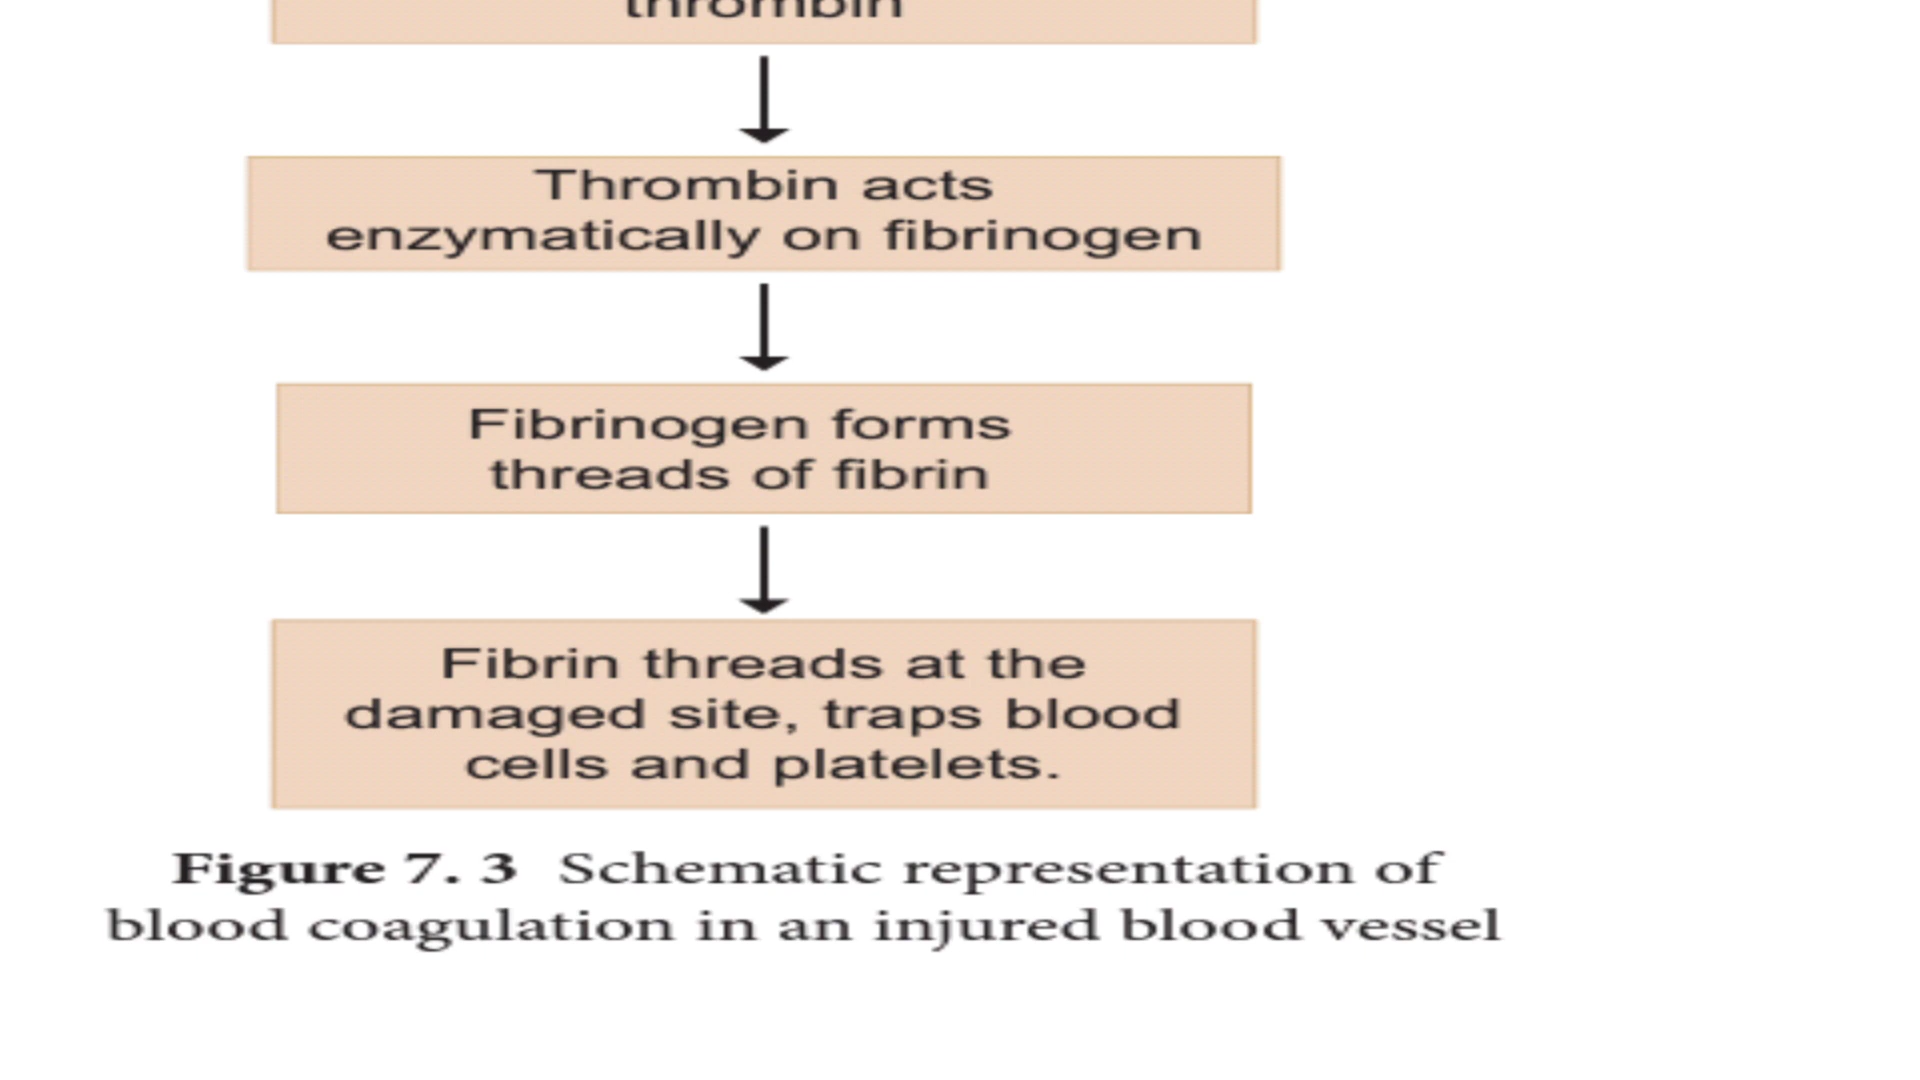 thrombin
Thrombin acts
enzymatically on fibrinogen
Fibrinogen forms
threads of fibrin
Fibrin threads at the
damaged site, traps blood
cells and platelets.
Figure 7. 3 Schematic representation of
blood coagulation in an injured blood vessel